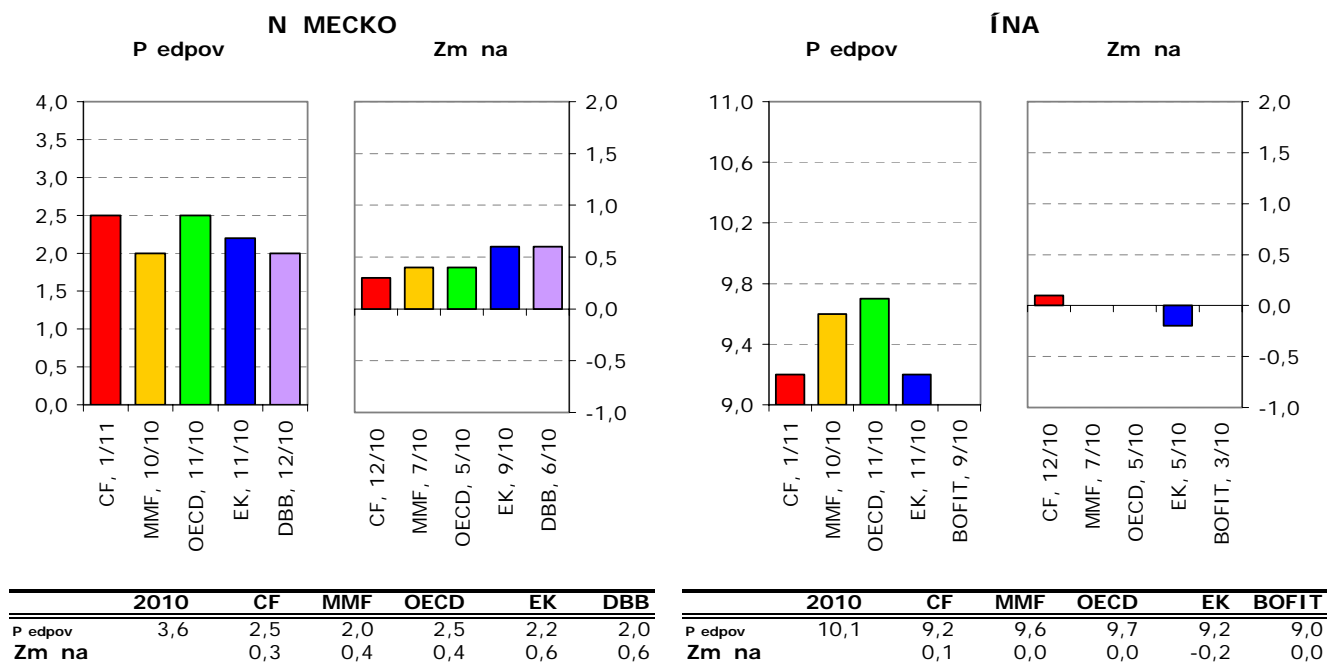 N MECKO
P edpov
Zm na
4,0
3,5
3,0
2,5
2,0
1,5
1,0
0,5
0,0
CF, 1/11
MMF, 10/10
OECD, 11/10
EK, 11/10
DBB, 12/10
2,0
1,5
1,0
0,5
0,0
-0,5
-1,0
CF, 12/10
MMF, 7/10
OECD, 5/10
EK, 9/10
DBB, 6/10
2010 CF MMF OECD EK DBB
P edpov 3,6 2,5 2,0 2,5 2,2 2,0
Zm na 0,3 0,4 0,4 0,6 0,6
ÍNA
P edpov
Zm na
11,0
10,6
10,2
9,8
9,4
9,0
CF, 1/11
MMF, 10/10
OECD, 11/10
EK, 11/10
BOFIT, 9/10
2,0
1,5
1,0
0,5
0,0
-0,5
-1,0
CF, 12/10
MMF, 7/10
OECD, 5/10
EK, 5/10
BOFIT, 3/10
2010 CF MMF OECD EK BOFIT
P edpov 10,1 9,2 9,6 9,7 9,2 9,0
Zm na 0,1 0,0 0,0 -0,2 0,0